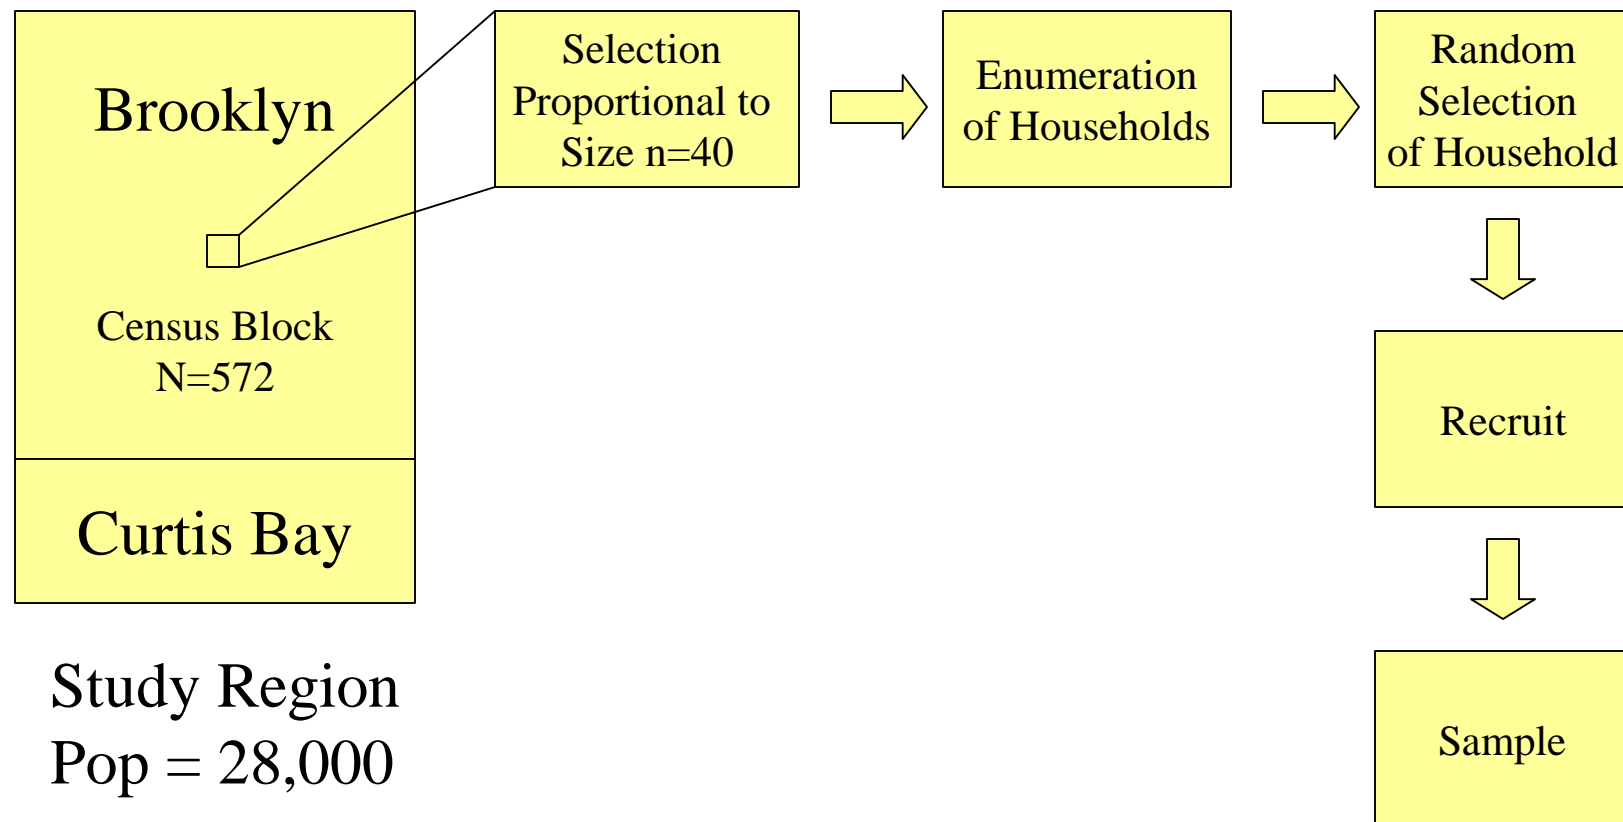 Brooklyn
Census Block
N=572
Curtis Bay
Study Region
Pop = 28,000
Selection
Proportional to
Size n=40
Enumeration
of Households
Random
Selection
of Household
Recruit
Sample